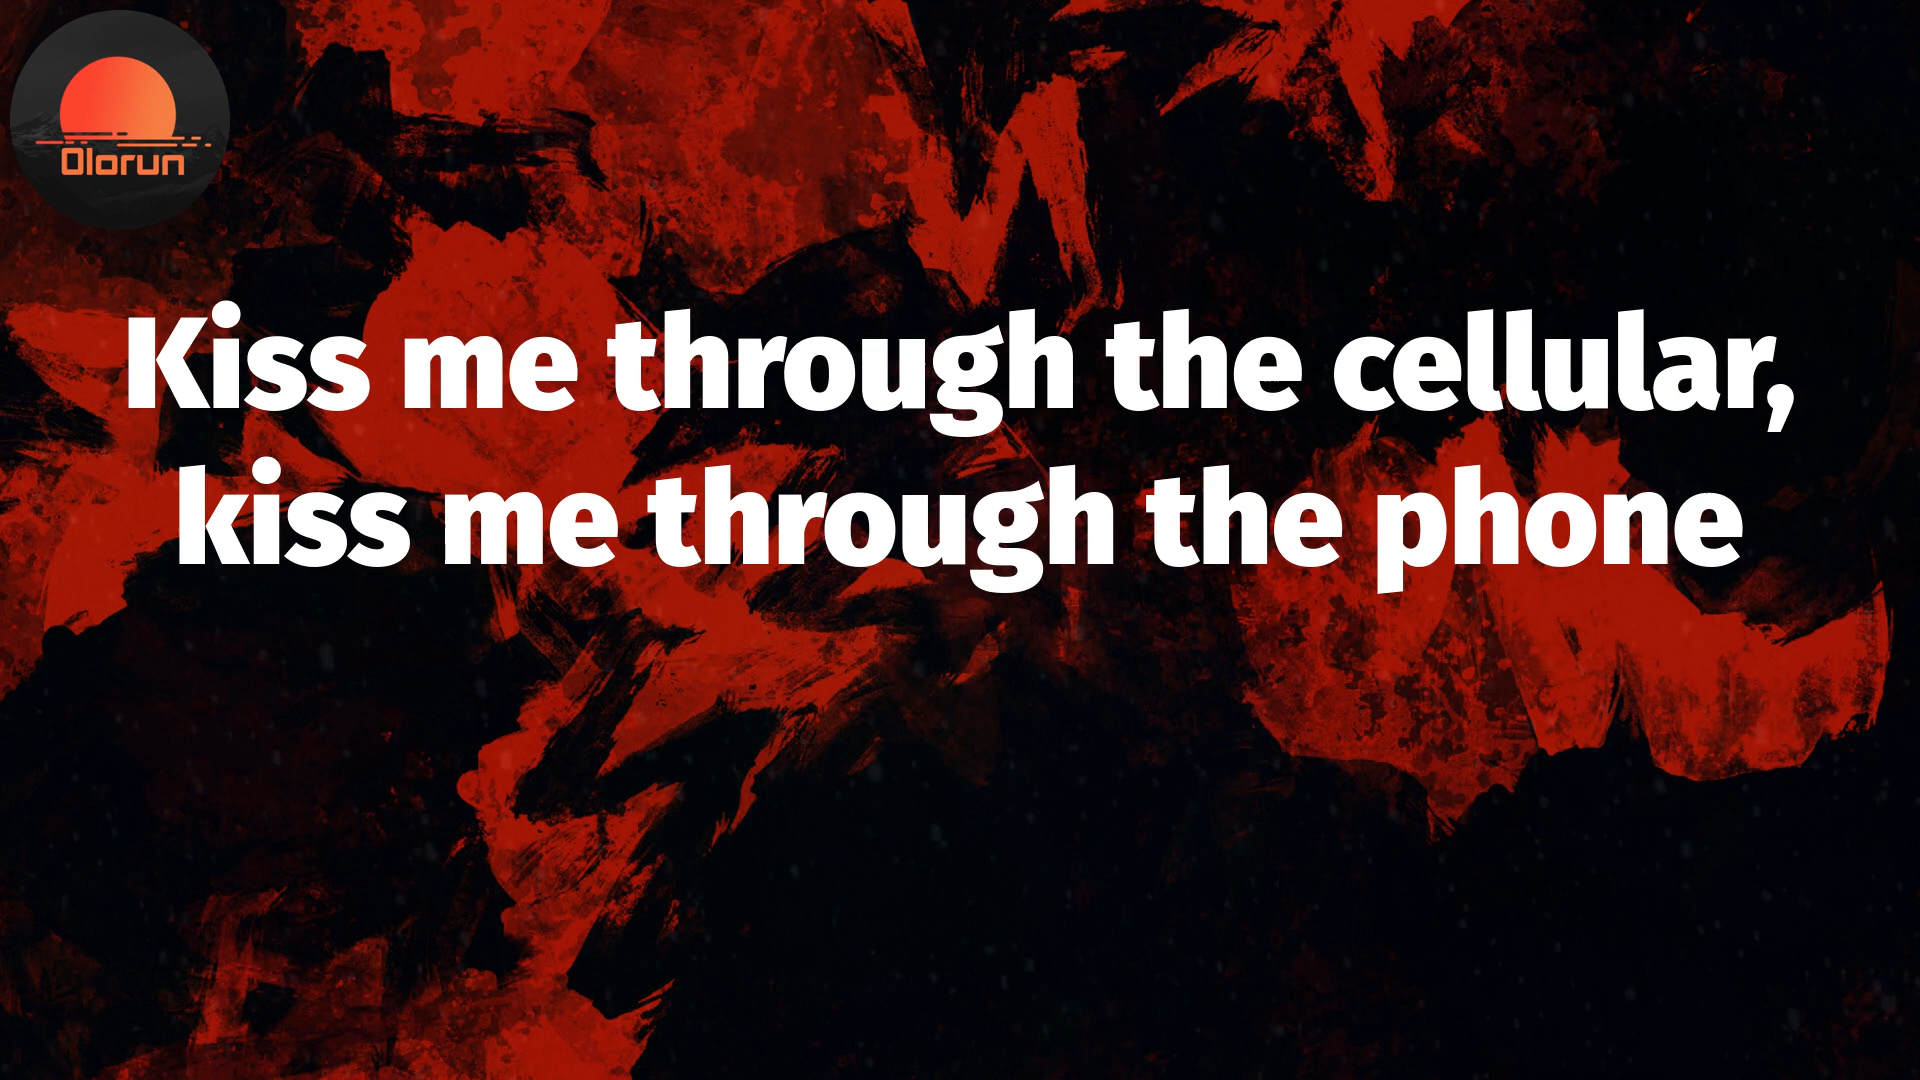 Olorun
Kiss me through the cellular,
kiss me through the phone